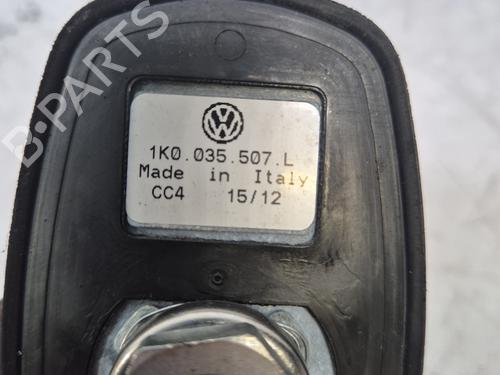 B-PARTS
1K0.035.507.L
Made in Italy
CC4 15/12